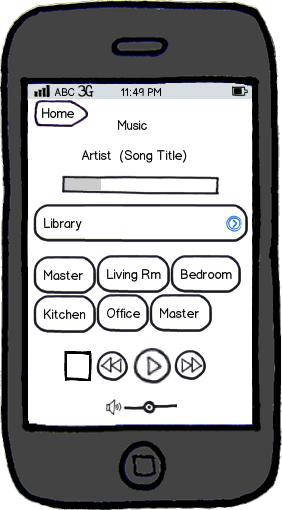 ABC 3G 11:49 PM
Home
Music
Artist (Song Title)
Library
Master Living Rm Bedroom
Kitchen Office Master